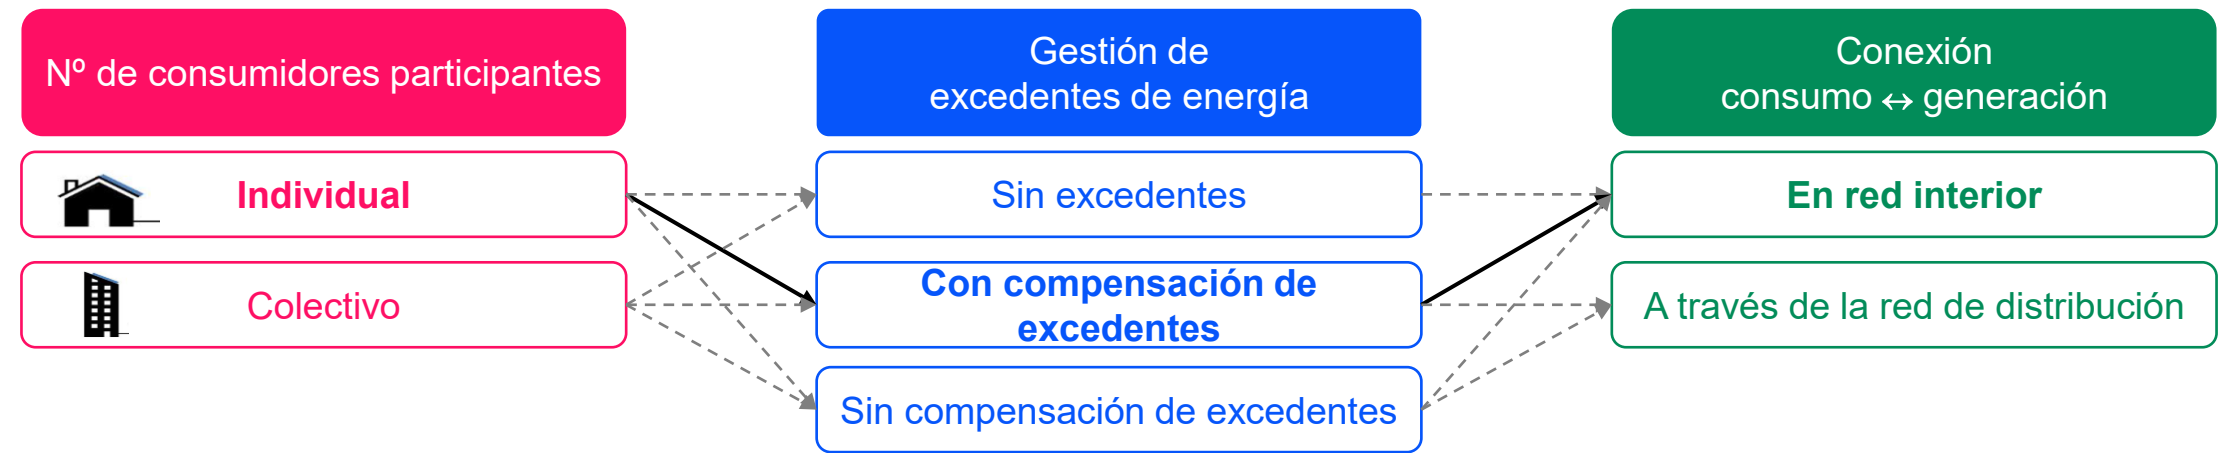 Nº de consumidores participantes
Gestión de
excedentes de energía
Conexión
consumo ↔ generación
Individual
Sin excedentes
En red interior
Colectivo
Con compensación de
excedentes
A través de la red de distribución
Sin compensación de excedentes